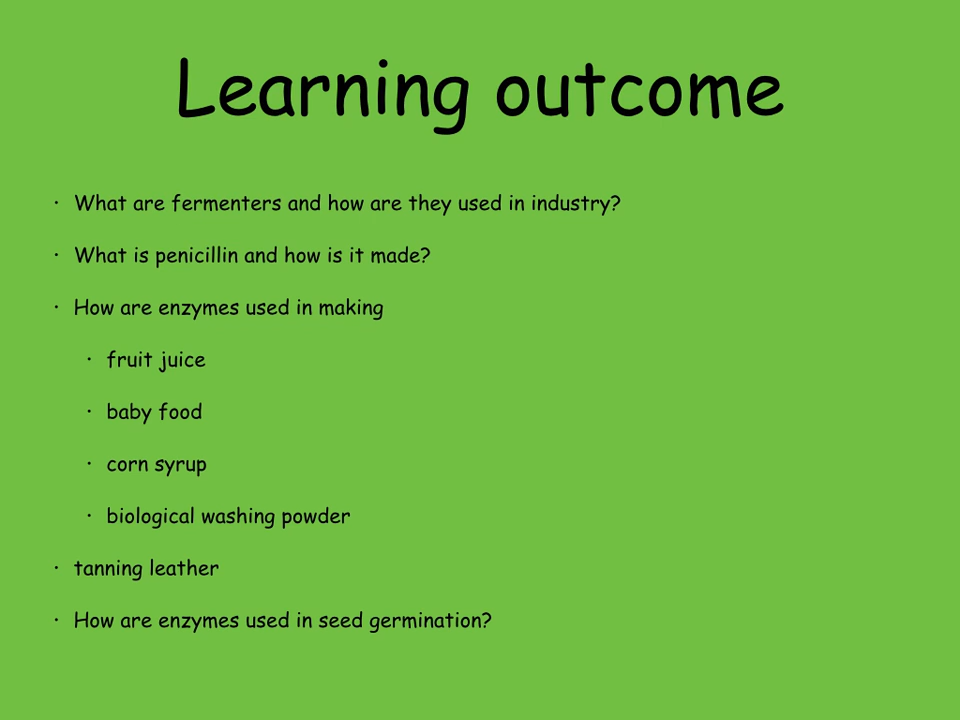 Learning outcome
· What are fermenters and how are they used in industry?
· What is penicillin and how is it made?
· How are enzymes used in making
· fruit juice
· baby food
· corn syrup
· biological washing powder
· tanning leather
· How are enzymes used in seed germination?